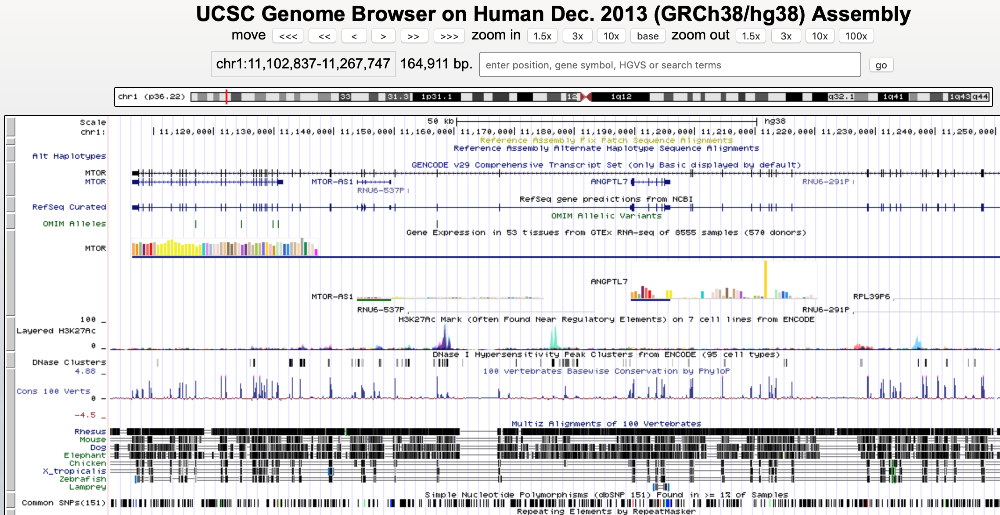 UCSC Genome Browser on Human Dec. 2013 (GRCh38/hg38) Assembly
move <<< << < > >> >>> zoom in 1.5x 3x 10x base zoom out 1.5x 3x 10x 100x
chr1:11,102,837-11,267,747 164,911 bp. enter position, gene symbol, HGVS or search terms go
chr1 (p36.22) 33 31.3 1p31.1 12 1q12 q32.1 1q41 1q43 q44
Scale 50 kb hg38
chr1: 11,120,000 11,130,000 11,140,000 11,150,000 11,160,000 11,170,000 11,180,000 11,190,000 11,200,000 11,210,000 11,220,000 11,230,000 11,240,000 11,250,000
Reference Assembly Fix Patch Sequence Alignments
Reference Assembly Alternate Haplotype Sequence Alignments
Alt Haplotypes
GENCODE v29 Comprehensive Transcript Set (only Basic displayed by default)
MTOR
MTOR MTOR-AS1 ANGPTL7 RNU6-291P
RNU6-537P
RefSeq gene predictions from NCBI
RefSeq Curated
OMIM Allelic Variants
OMIM Alleles
Gene Expression in 53 tissues from GTEx RNA-seq of 8555 samples (570 donors)
MTOR
ANGPTL7
MTOR-AS1 RPL39P6
RNU6-537P RNU6-291P
H3K27Ac Mark (Often Found Near Regulatory Elements) on 7 cell lines from ENCODE
100 _
Layered H3K27Ac
0 _
DNase I Hypersensitivity Peak Clusters from ENCODE (95 cell types)
DNase Clusters
100 vertebrates Basewise Conservation by PhyloP
4.88 _
Cons 100 Verts
0 _
-4.5 _
Multiz Alignments of 100 Vertebrates
Rhesus
Mouse
Dog
Elephant
Chicken
X_tropicalis
Zebrafish
Lamprey
Simple Nucleotide Polymorphisms (dbSNP 151) Found in >= 1% of Samples
Common SNPs(151)
Repeating Elements by RepeatMasker